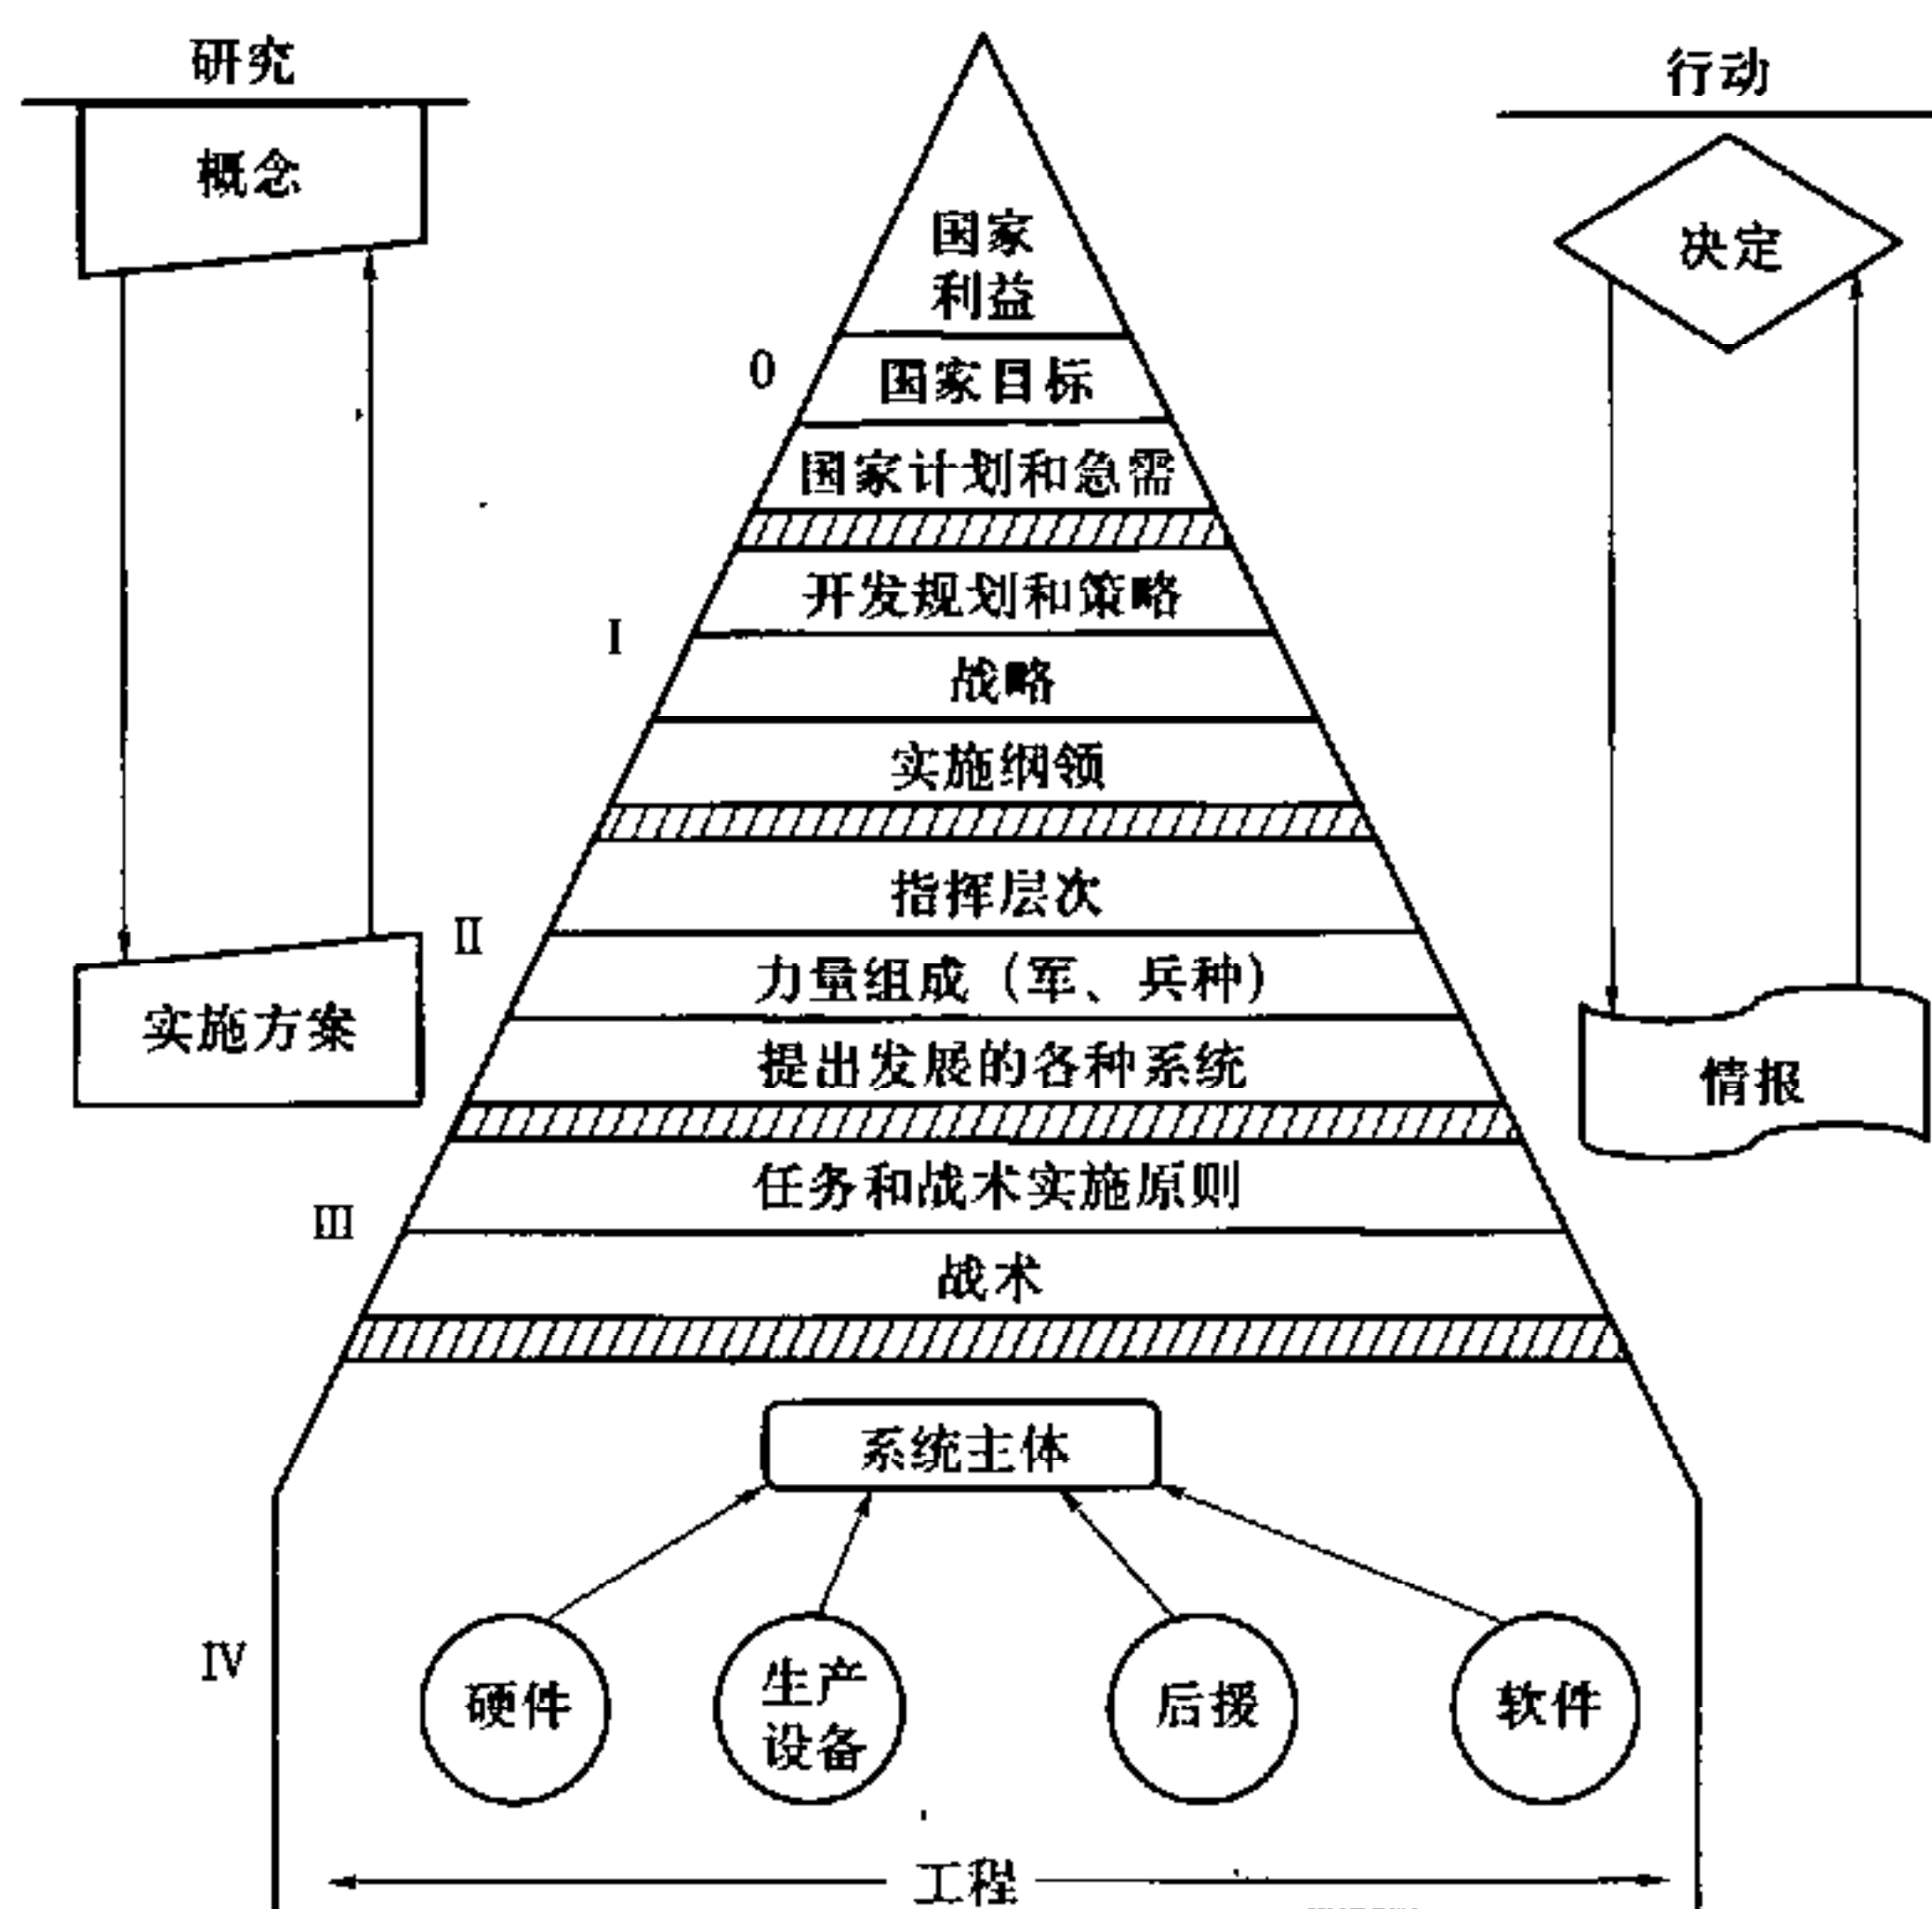 研究
行动
概念
决定
国家
利益
0
国家目标
国家计划和急需
开发规划和策略
I
战略
实施纲领
指挥层次
II
力量组成（军、兵种）
实施方案
提出发展的各种系统
情报
任务和战术实施原则
III
战术
系统主体
IV
硬件
生产
设备
后援
软件
工程